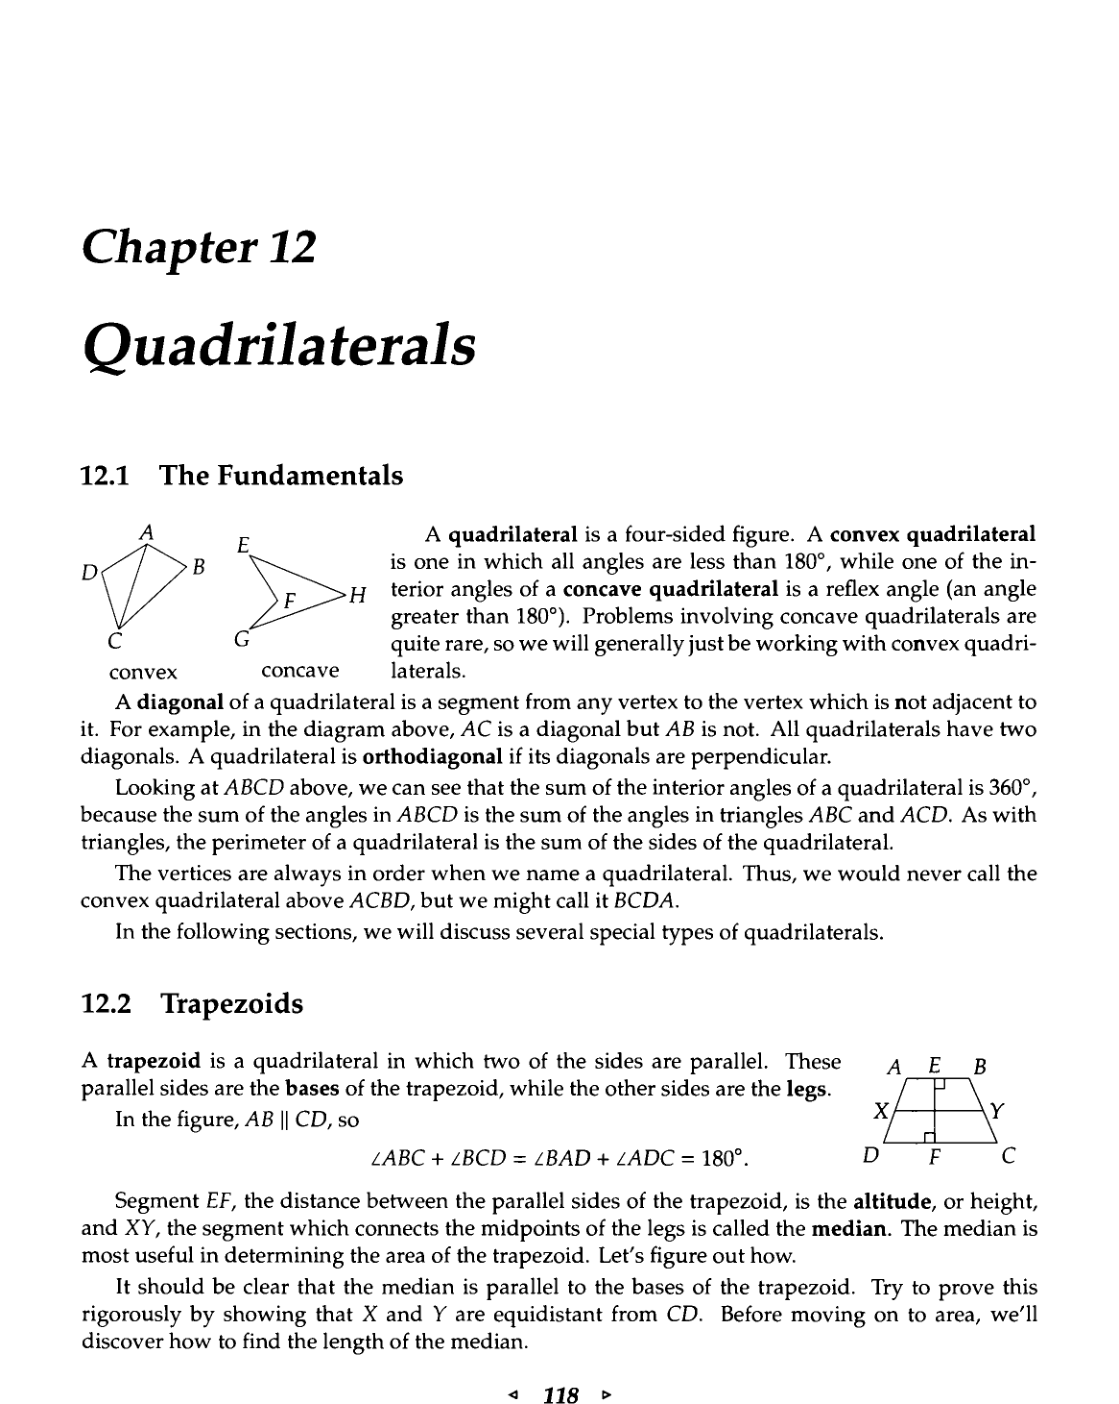 Chapter 12
Quadrilaterals
12.1 The Fundamentals
A
B
C
D
convex
E
F
G
H
concave
A quadrilateral is a four-sided figure. A convex quadrilateral
is one in which all angles are less than 180°, while one of the in-
terior angles of a concave quadrilateral is a reflex angle (an angle
greater than 180°). Problems involving concave quadrilaterals are
quite rare, so we will generally just be working with convex quadri-
laterals.
A diagonal of a quadrilateral is a segment from any vertex to the vertex which is not adjacent to
it. For example, in the diagram above, AC is a diagonal but AB is not. All quadrilaterals have two
diagonals. A quadrilateral is orthodiagonal if its diagonals are perpendicular.
Looking at ABCD above, we can see that the sum of the interior angles of a quadrilateral is 360°,
because the sum of the angles in ABCD is the sum of the angles in triangles ABC and ACD. As with
triangles, the perimeter of a quadrilateral is the sum of the sides of the quadrilateral.
The vertices are always in order when we name a quadrilateral. Thus, we would never call the
convex quadrilateral above ACBD, but we might call it BCDA.
In the following sections, we will discuss several special types of quadrilaterals.
12.2 Trapezoids
A trapezoid is a quadrilateral in which two of the sides are parallel. These
parallel sides are the bases of the trapezoid, while the other sides are the legs.
In the figure, AB || CD, so
∠ABC + ∠BCD = ∠BAD + ∠ADC = 180°.
A E B
X Y
D F C
Segment EF, the distance between the parallel sides of the trapezoid, is the altitude, or height,
and XY, the segment which connects the midpoints of the legs is called the median. The median is
most useful in determining the area of the trapezoid. Let's figure out how.
It should be clear that the median is parallel to the bases of the trapezoid. Try to prove this
rigorously by showing that X and Y are equidistant from CD. Before moving on to area, we'll
discover how to find the length of the median.
◃ 118 ▹